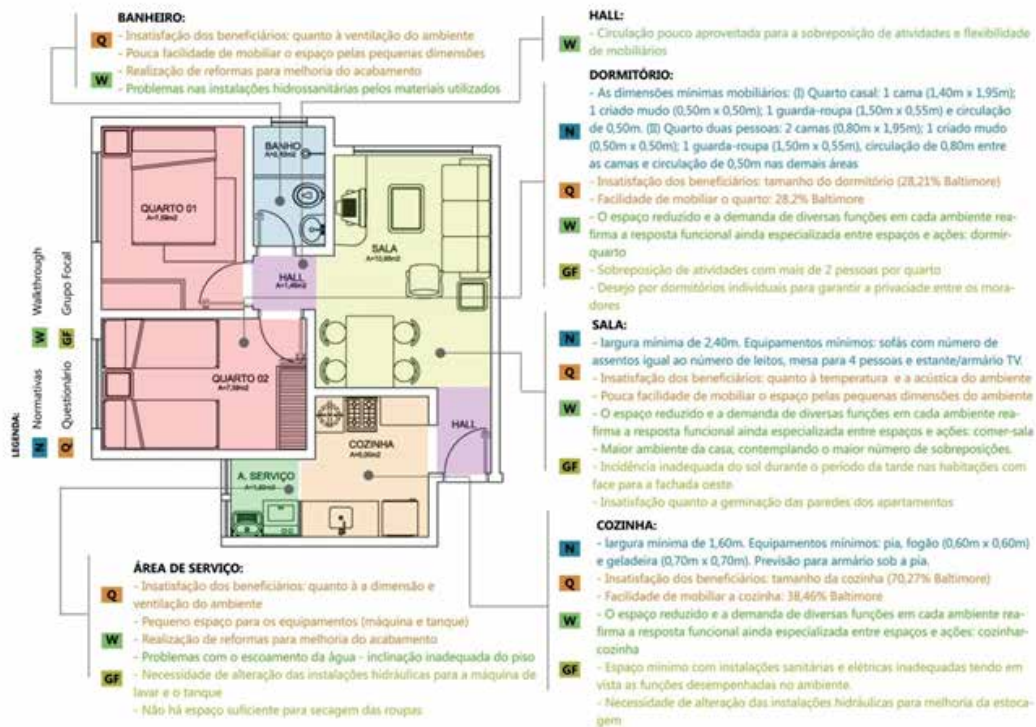 BANHEIRO:
Q
- Insatisfação dos beneficiários: quanto à ventilação do ambiente
- Pouca facilidade de mobiliar o espaço pelas pequenas dimensões
- Realização de reformas para melhoria do acabamento
W
- Problemas nas instalações hidrossanitárias pelos materiais utilizados
HALL:
W
- Circulação pouco aproveitada para a sobreposição de atividades e flexibilidade
de mobiliários
DORMITÓRIO:
- As dimensões mínimas mobiliários: (I) Quarto casal: 1 cama (1,40m x 1,95m);
1 criado mudo (0,50m x 0,50m); 1 guarda-roupa (1,50m x 0,55m) e circulação
N
de 0,50m. (II) Quarto duas pessoas: 2 camas (0,80m x 1,95m); 1 criado mudo
(0,50m x 0,50m); 1 guarda-roupa (1,50m x 0,55m), circulação de 0,80m entre
as camas e circulação de 0,50m nas demais áreas
Q
- Insatisfação dos beneficiários: tamanho do dormitório (28,21% Baltimore)
- Facilidade de mobiliar o quarto: 28,2% Baltimore
W
- O espaço reduzido e a demanda de diversas funções em cada ambiente rea-
firma a resposta funcional ainda especializada entre espaços e ações: dormir-
quarto
GF
- Sobreposição de atividades com mais de 2 pessoas por quarto
- Desejo por dormitórios individuais para garantir a privaciade entre os mora-
dores
SALA:
N
- largura mínima de 2,40m. Equipamentos mínimos: sofás com número de
assentos igual ao número de leitos, mesa para 4 pessoas e estante/armário TV.
Q
- Insatisfação dos beneficiários: quanto à temperatura e a acústica do ambiente
- Pouca facilidade de mobiliar o espaço pelas pequenas dimensões do ambiente
W
- O espaço reduzido e a demanda de diversas funções em cada ambiente rea-
firma a resposta funcional ainda especializada entre espaços e ações: comer-sala
- Maior ambiente da casa, contemplando o maior número de sobreposições.
GF
- Incidência inadequada do sol durante o período da tarde nas habitações com
face para a fachada oeste.
- Insatisfação quanto a geminação das paredes dos apartamentos
COZINHA:
N
- largura mínima de 1,60m. Equipamentos mínimos: pia, fogão (0,60m x 0,60m)
e geladeira (0,70m x 0,70m). Previsão para armário sob a pia.
Q
- Insatisfação dos beneficiários: tamanho da cozinha (70,27% Baltimore)
- Facilidade de mobiliar a cozinha: 38,46% Baltimore
W
- O espaço reduzido e a demanda de diversas funções em cada ambiente rea-
firma a resposta funcional ainda especializada entre espaços e ações: cozinhar-
cozinha
GF
- Espaço mínimo com instalações sanitárias e elétricas inadequadas tendo em
vista as funções desempenhadas no ambiente.
- Necessidade de alteração das instalações hidráulicas para melhoria da estoca
gem
ÁREA DE SERVIÇO:
Q
- Insatisfação dos beneficiários: quanto à a dimensão e
ventilação do ambiente
- Pequeno espaço para os equipamentos (máquina e tanque)
W
- Realização de reformas para melhoria do acabamento
- Problemas com o escoamento da água - inclinação inadequada do piso
GF
- Necessidade de alteração das instalações hidráulicas para a máquina de
lavar e o tanque
- Não há espaço suficiente para secagem das roupas
LEGENDA:
N Normativas
Q Questionário
W Walkthrough
GF Grupo Focal
QUARTO 01
BANHO
SALA
HALL
QUARTO 02
COZINHA
HALL
A. SERVIÇO